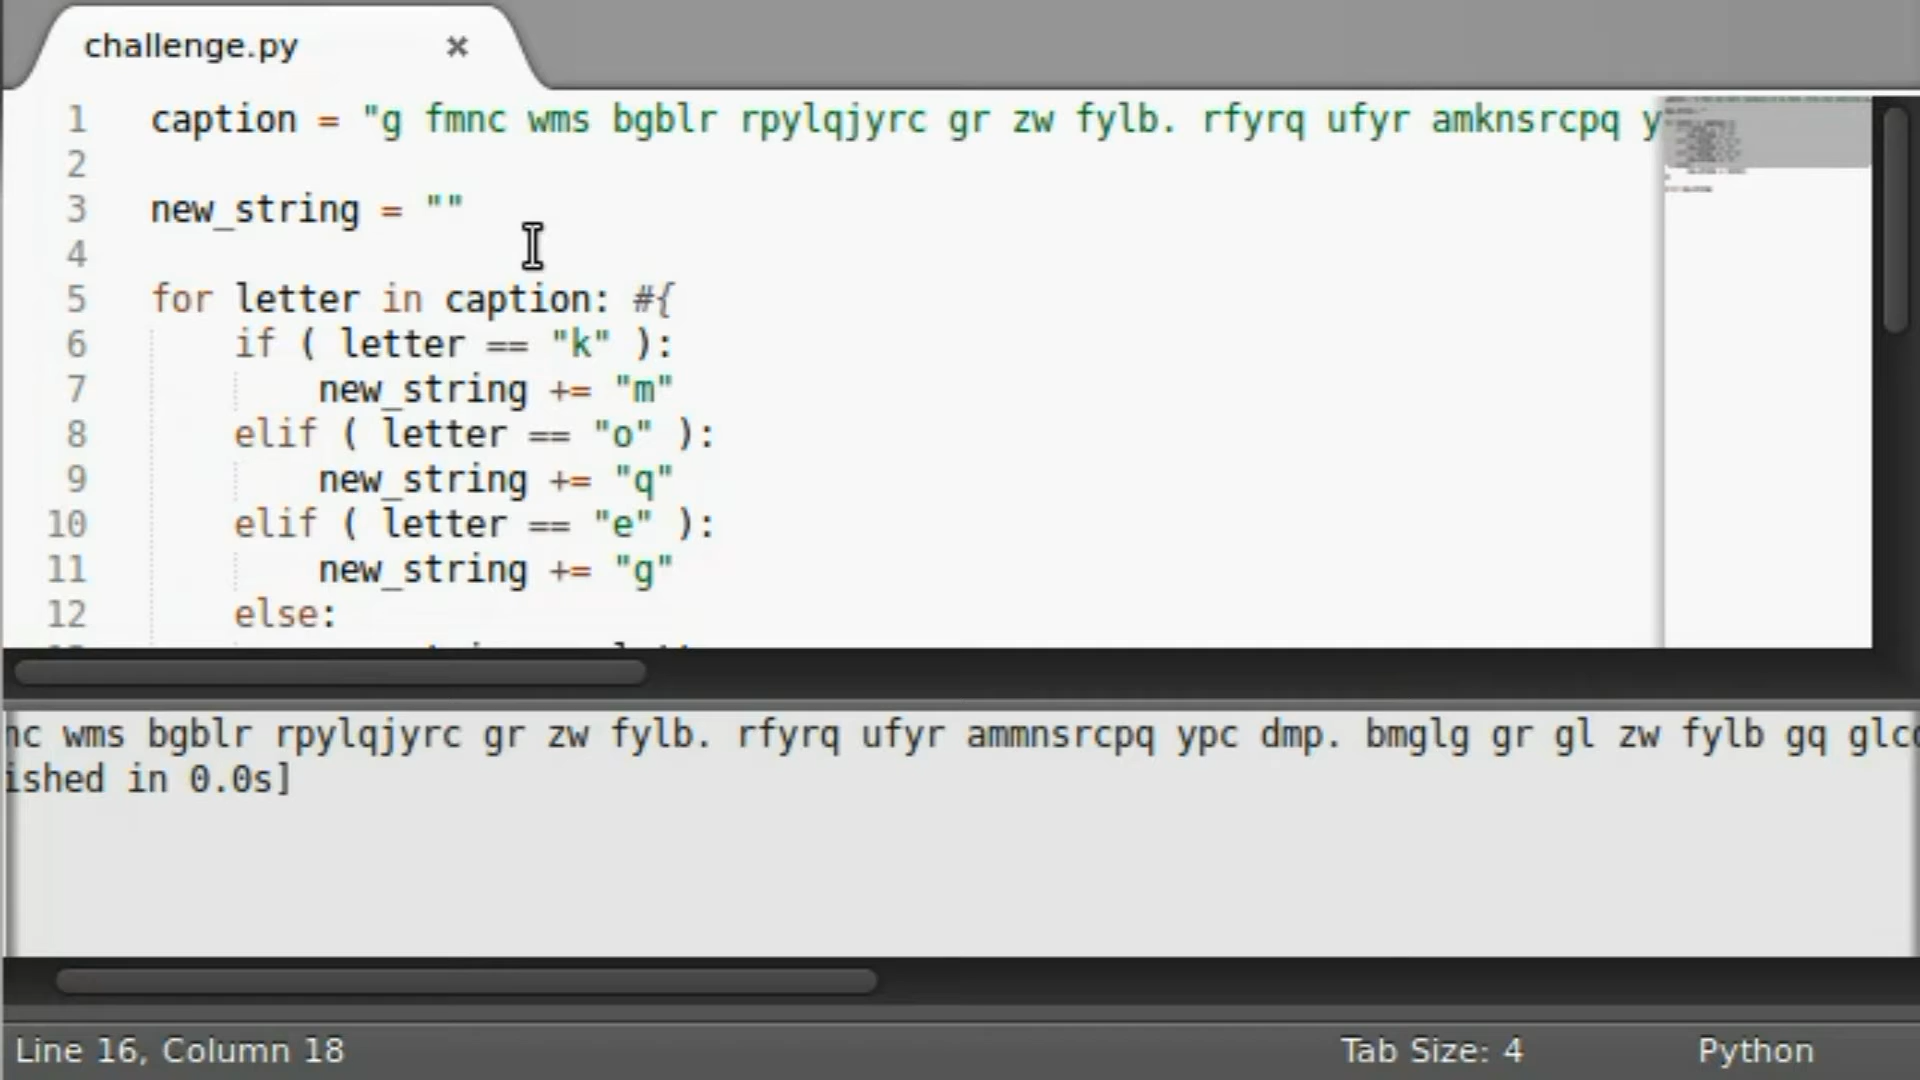 challenge.py ×
1 caption = "g fmnc wms bgblr rpylqjyrc gr zw fylb. rfyrq ufyr amknsrcpq y
2
3 new_string = ""
4
5 for letter in caption: #{
6 if ( letter == "k" ):
7 new_string += "m"
8 elif ( letter == "o" ):
9 new_string += "q"
10 elif ( letter == "e" ):
11 new_string += "g"
12 else:
nc wms bgblr rpylqjyrc gr zw fylb. rfyrq ufyr ammnsrcpq ypc dmp. bmglg gr gl zw fylb gq glc
ished in 0.0s]
Line 16, Column 18
Tab Size: 4
Python